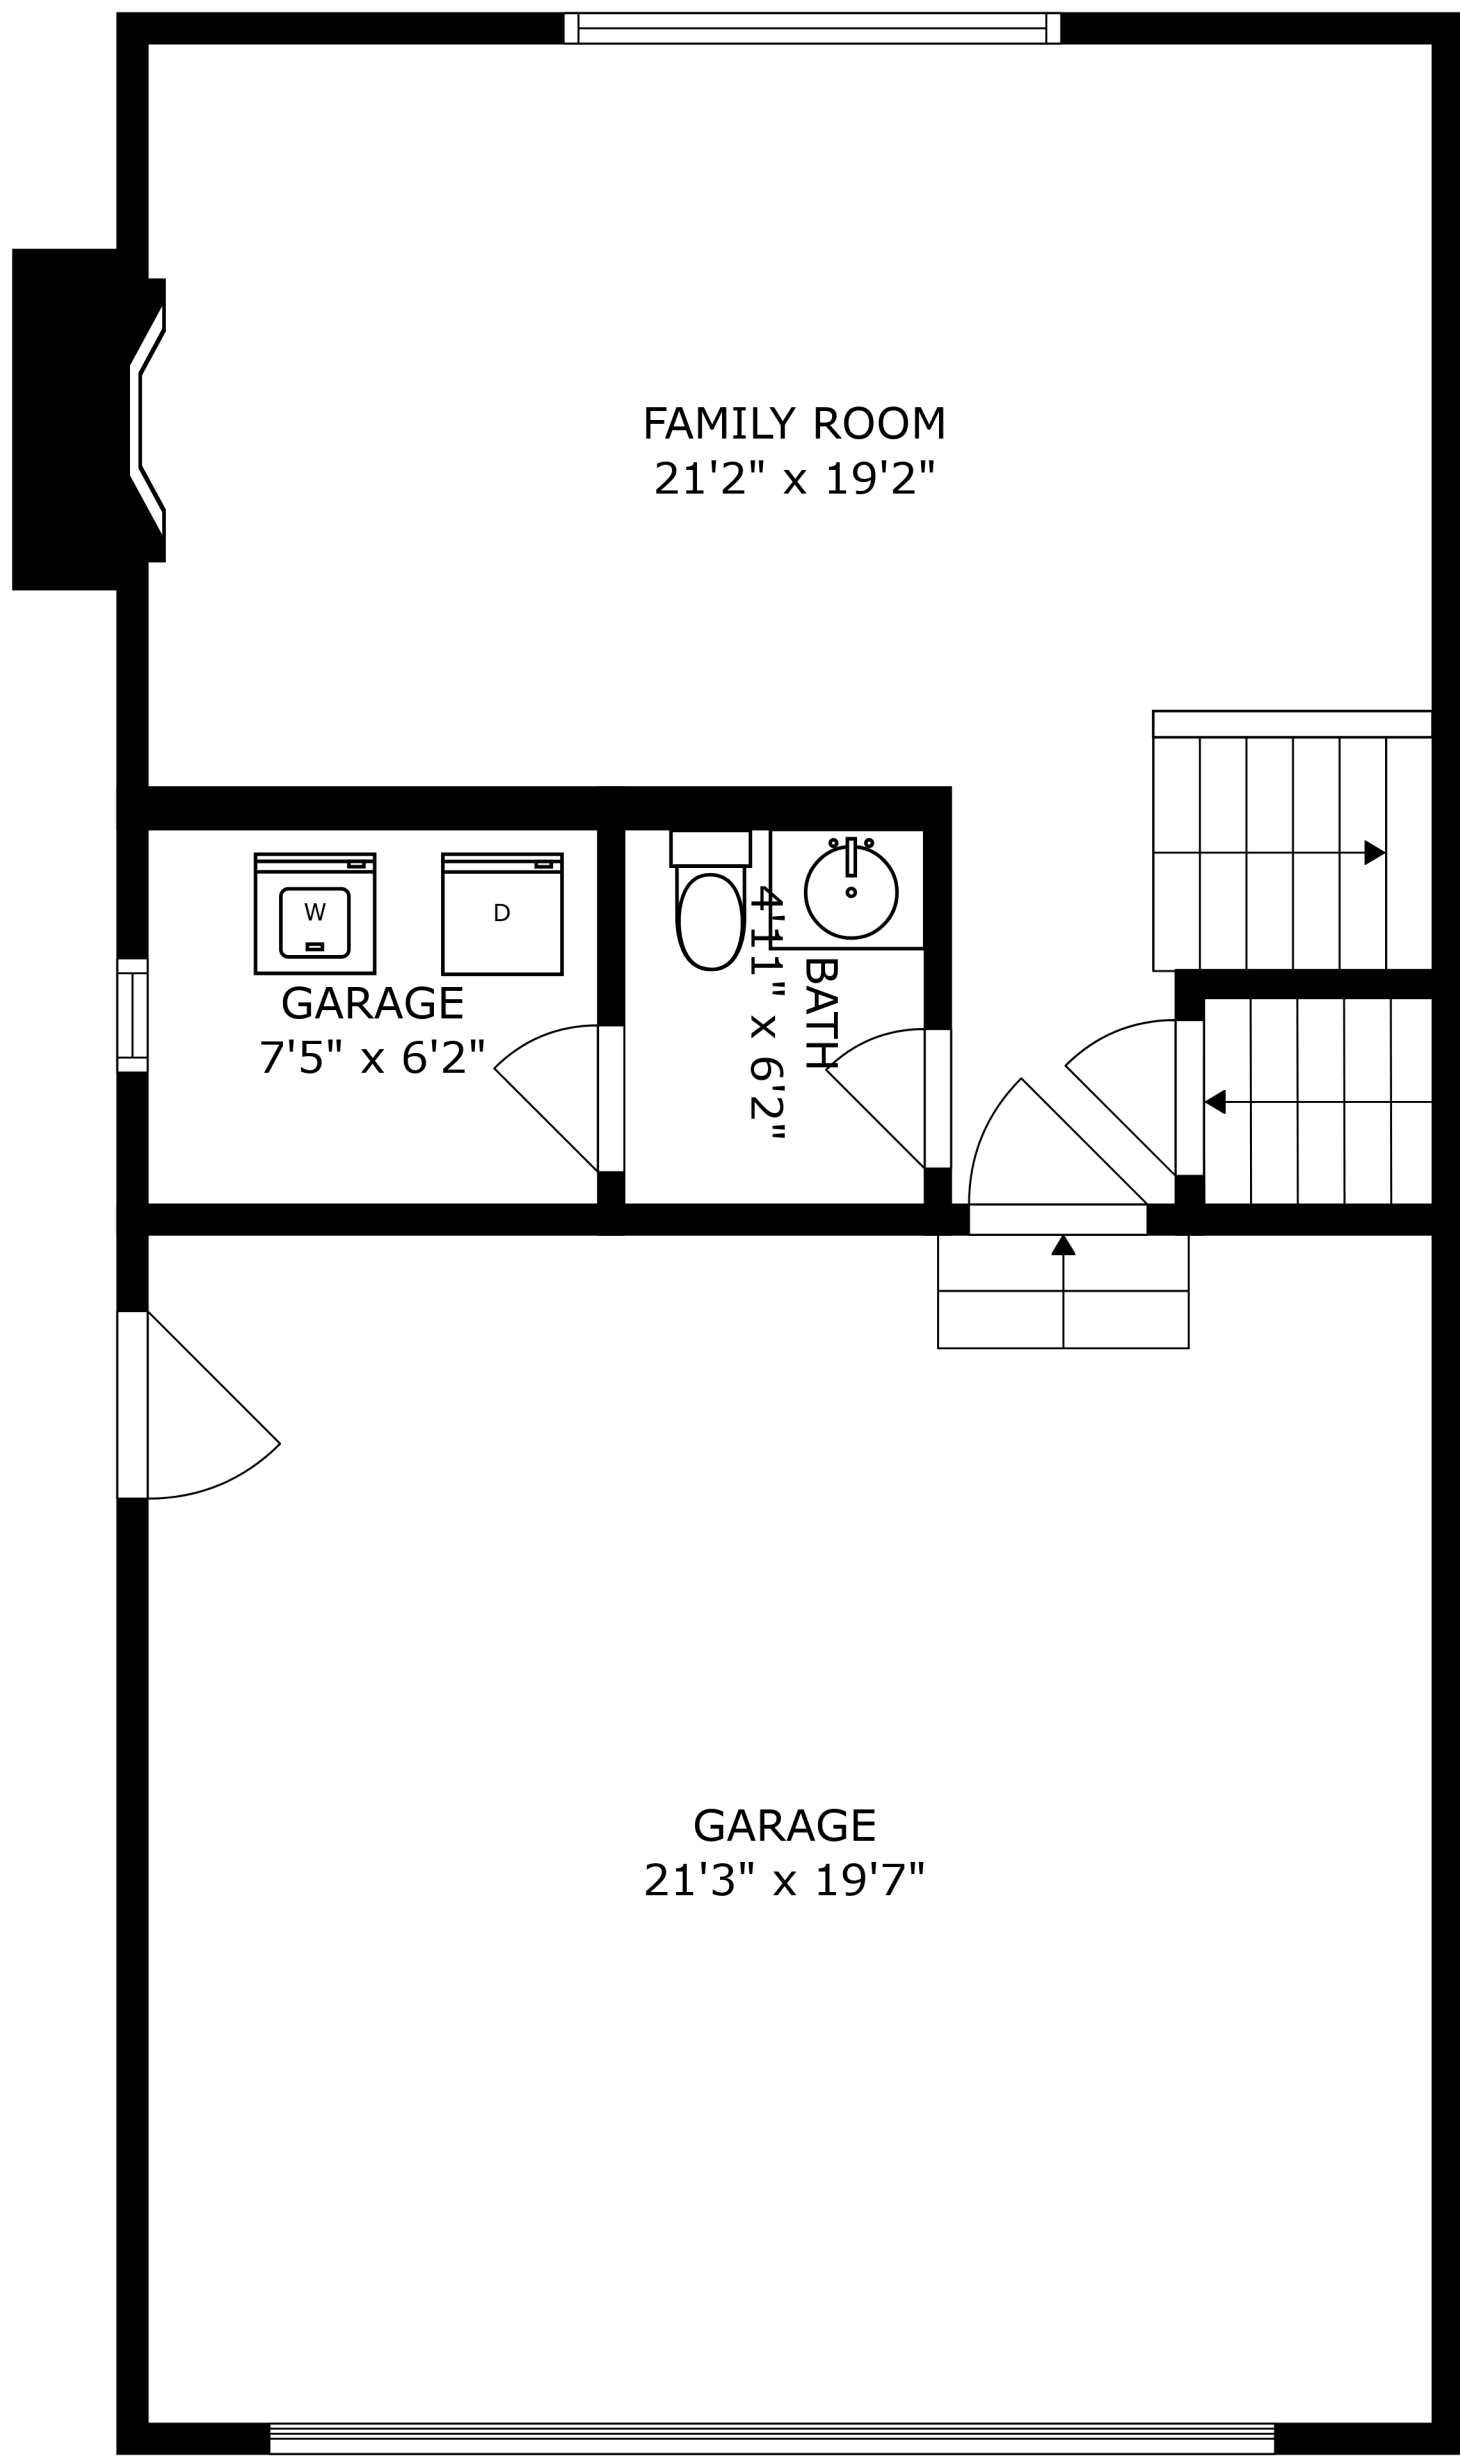 FAMILY ROOM
21'2" x 19'2"
W
D
GARAGE
7'5" x 6'2"
BATH
4'11" x 6'2"
GARAGE
21'3" x 19'7"